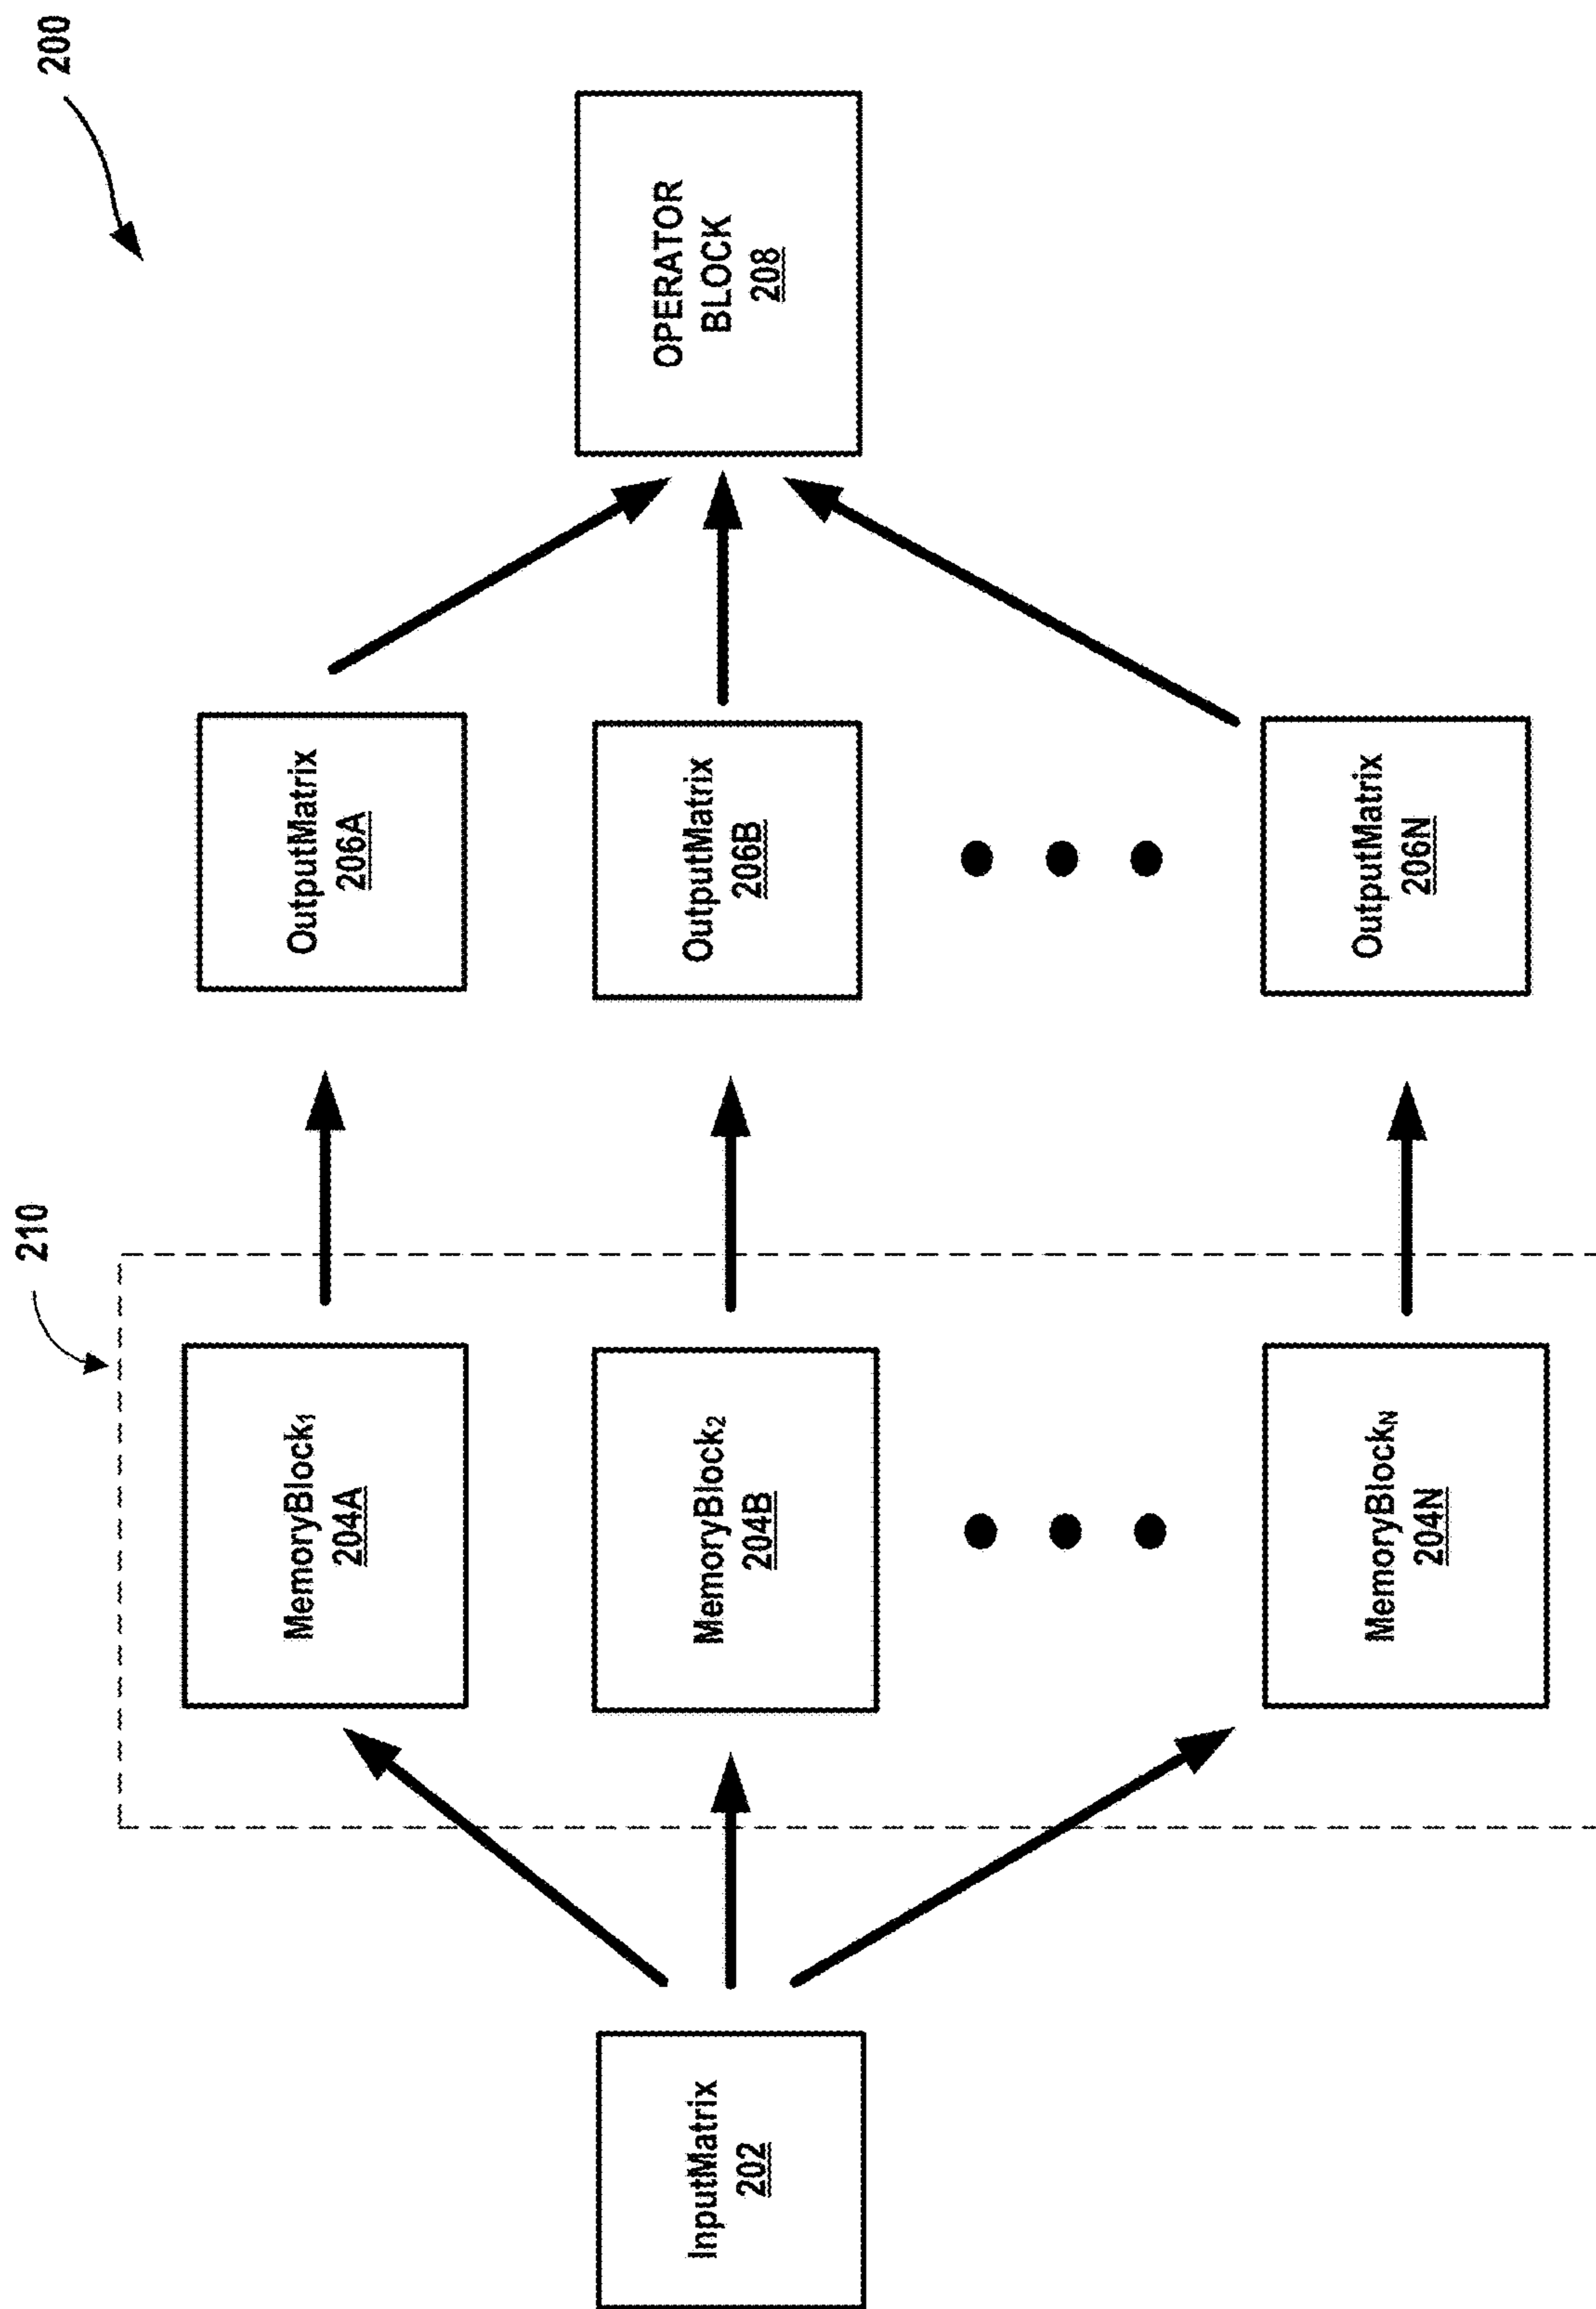 200
210
InputMatrix
202
MemoryBlock₁
204A
MemoryBlock₂
204B
MemoryBlockN
204N
OutputMatrix
206A
OutputMatrix
206B
OutputMatrix
206N
OPERATOR
BLOCK
208